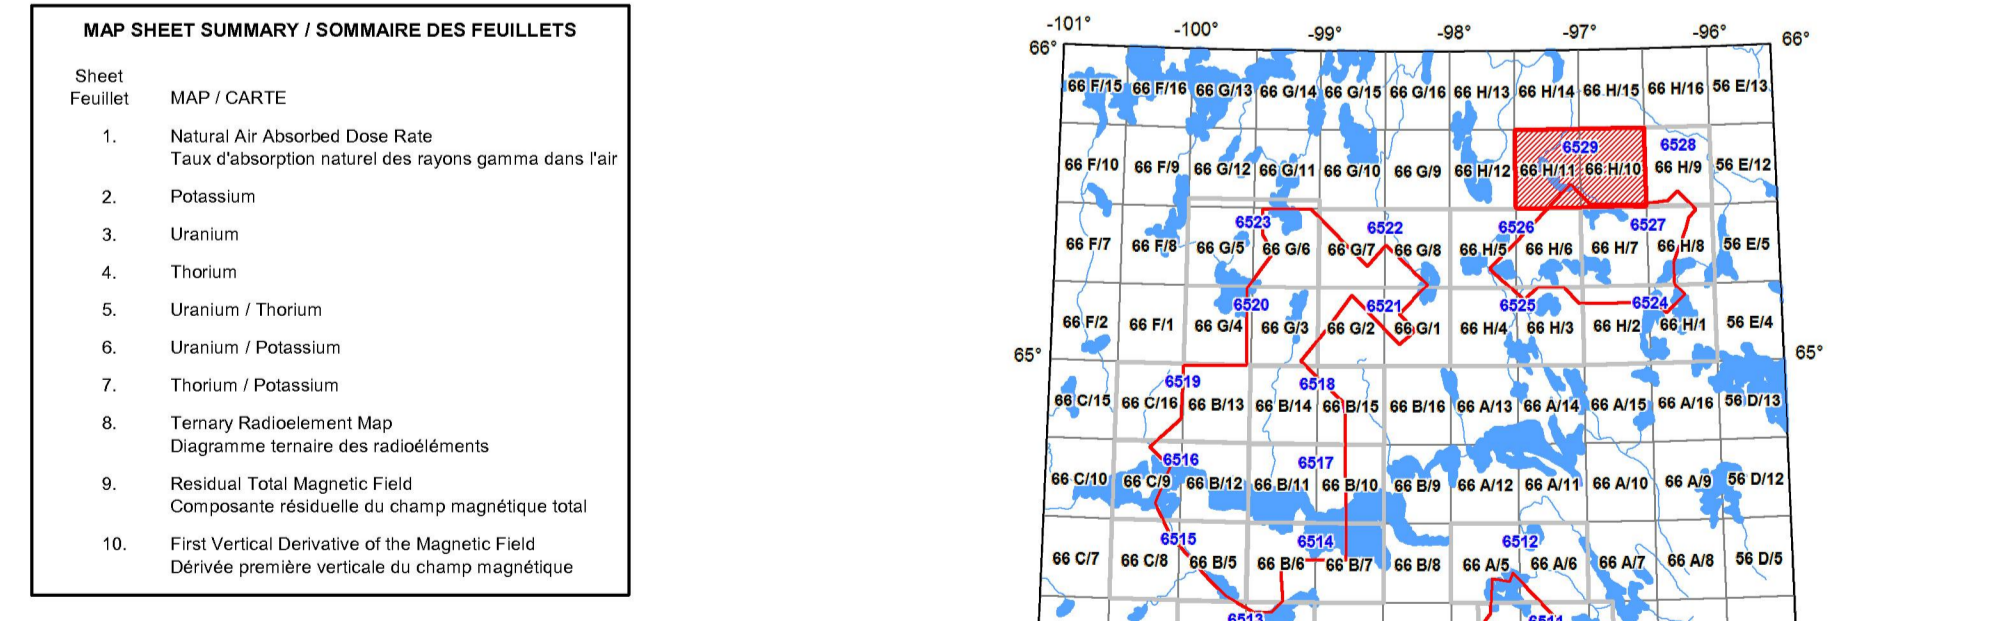 MAP SHEET SUMMARY / SOMMAIRE DES FEUILLETS
Sheet
Feuillet MAP / CARTE
1. Natural Air Absorbed Dose Rate
Taux d'absorption naturel des rayons gamma dans l'air
2. Potassium
3. Uranium
4. Thorium
5. Uranium / Thorium
6. Uranium / Potassium
7. Thorium / Potassium
8. Ternary Radioelement Map
Diagramme ternaire des radioéléments
9. Residual Total Magnetic Field
Composante résiduelle du champ magnétique total
10. First Vertical Derivative of the Magnetic Field
Dérivée première verticale du champ magnétique
-101° -100° -99° -98° -97° -96°
66° 66°
66 F/15 66 F/16 66 G/13 66 G/14 66 G/15 66 G/16 66 H/13 66 H/14 66 H/15 66 H/16 56 E/13
6529 6528
66 F/10 66 F/9 66 G/12 66 G/11 66 G/10 66 G/9 66 H/12 66 H/11 66 H/10 66 H/9 56 E/12
6523 6522 6526 6527
66 F/7 66 F/8 66 G/5 66 G/6 66 G/7 66 G/8 66 H/5 66 H/6 66 H/7 66 H/8 56 E/5
6520 6521 6525 6524
66 F/2 66 F/1 66 G/4 66 G/3 66 G/2 66 G/1 66 H/4 66 H/3 66 H/2 66 H/1 56 E/4
65° 65°
6519 6518
66 C/15 66 C/16 66 B/13 66 B/14 66 B/15 66 B/16 66 A/13 66 A/14 66 A/15 66 A/16 56 D/13
6516 6517
66 C/10 66 C/9 66 B/12 66 B/11 66 B/10 66 B/9 66 A/12 66 A/11 66 A/10 66 A/9 56 D/12
6515 6514 6512
66 C/7 66 C/8 66 B/5 66 B/6 66 B/7 66 B/8 66 A/5 66 A/6 66 A/7 66 A/8 56 D/5
6513 6511